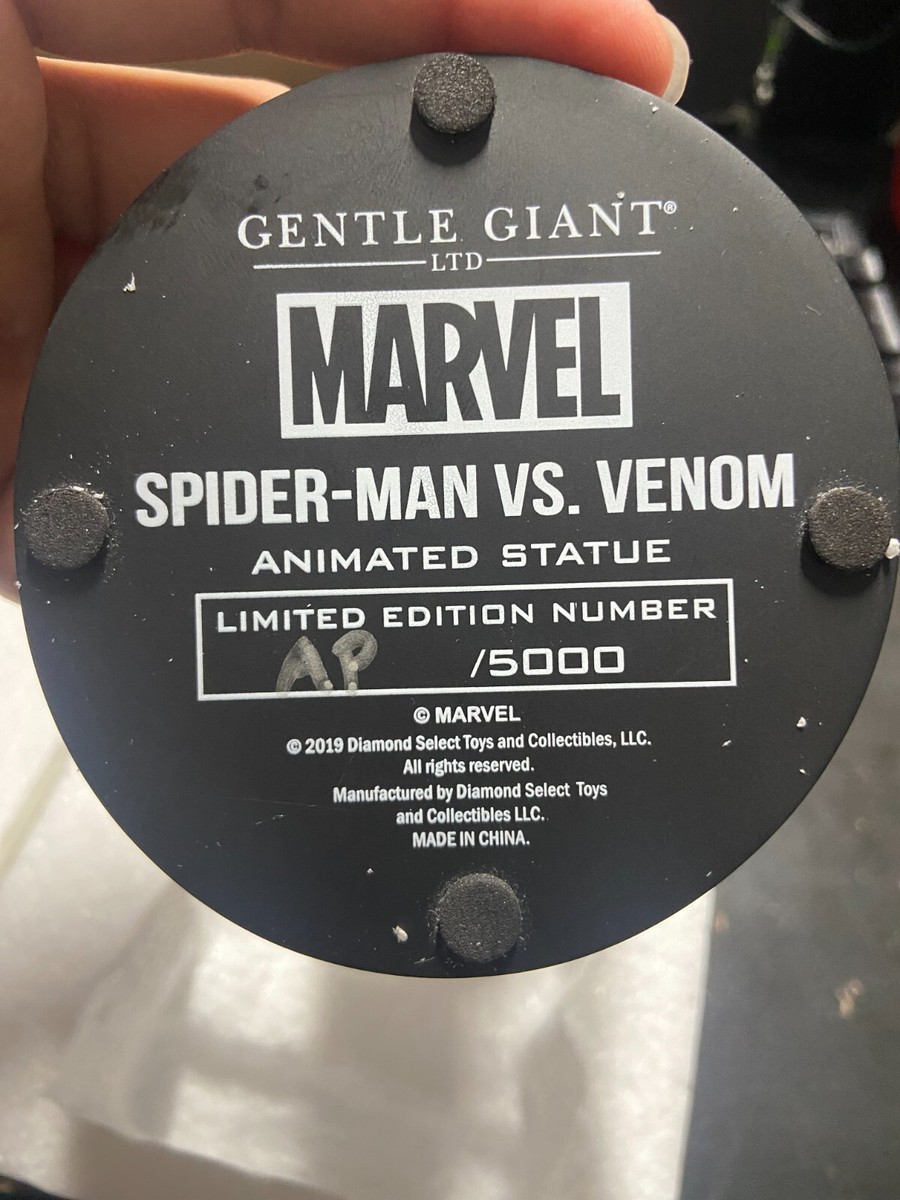 GENTLE GIANT®
LTD
MARVEL
SPIDER-MAN VS. VENOM
ANIMATED STATUE
LIMITED EDITION NUMBER
A.P /5000
© MARVEL
© 2019 Diamond Select Toys and Collectibles, LLC.
All rights reserved.
Manufactured by Diamond Select Toys
and Collectibles LLC.
MADE IN CHINA.